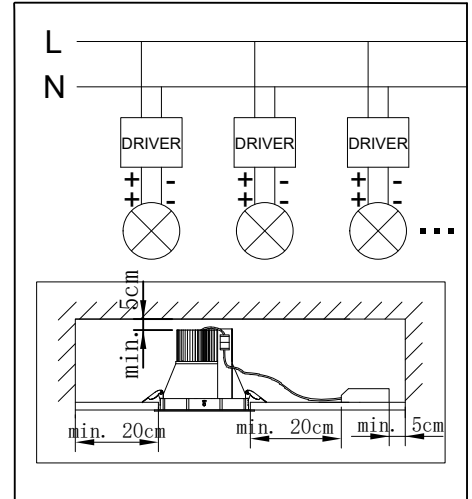 L
N
DRIVER DRIVER DRIVER
+ - + - + -
+ - + - + -
...
min. 5cm
min. 20cm min. 20cm min. 5cm